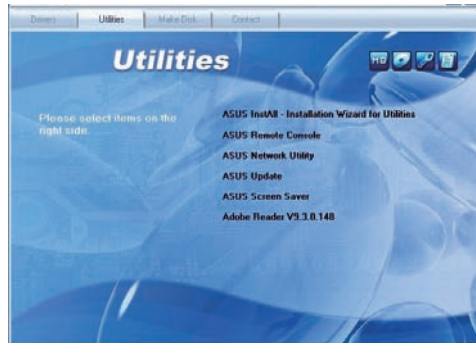 Drivers Utilities Make Disk Contact
Utilities
Please select items on the
right side.
ASUS InstAll - Installation Wizard for Utilities
ASUS Remote Console
ASUS Network Utility
ASUS Update
ASUS Screen Saver
Adobe Reader V9.3.0.148